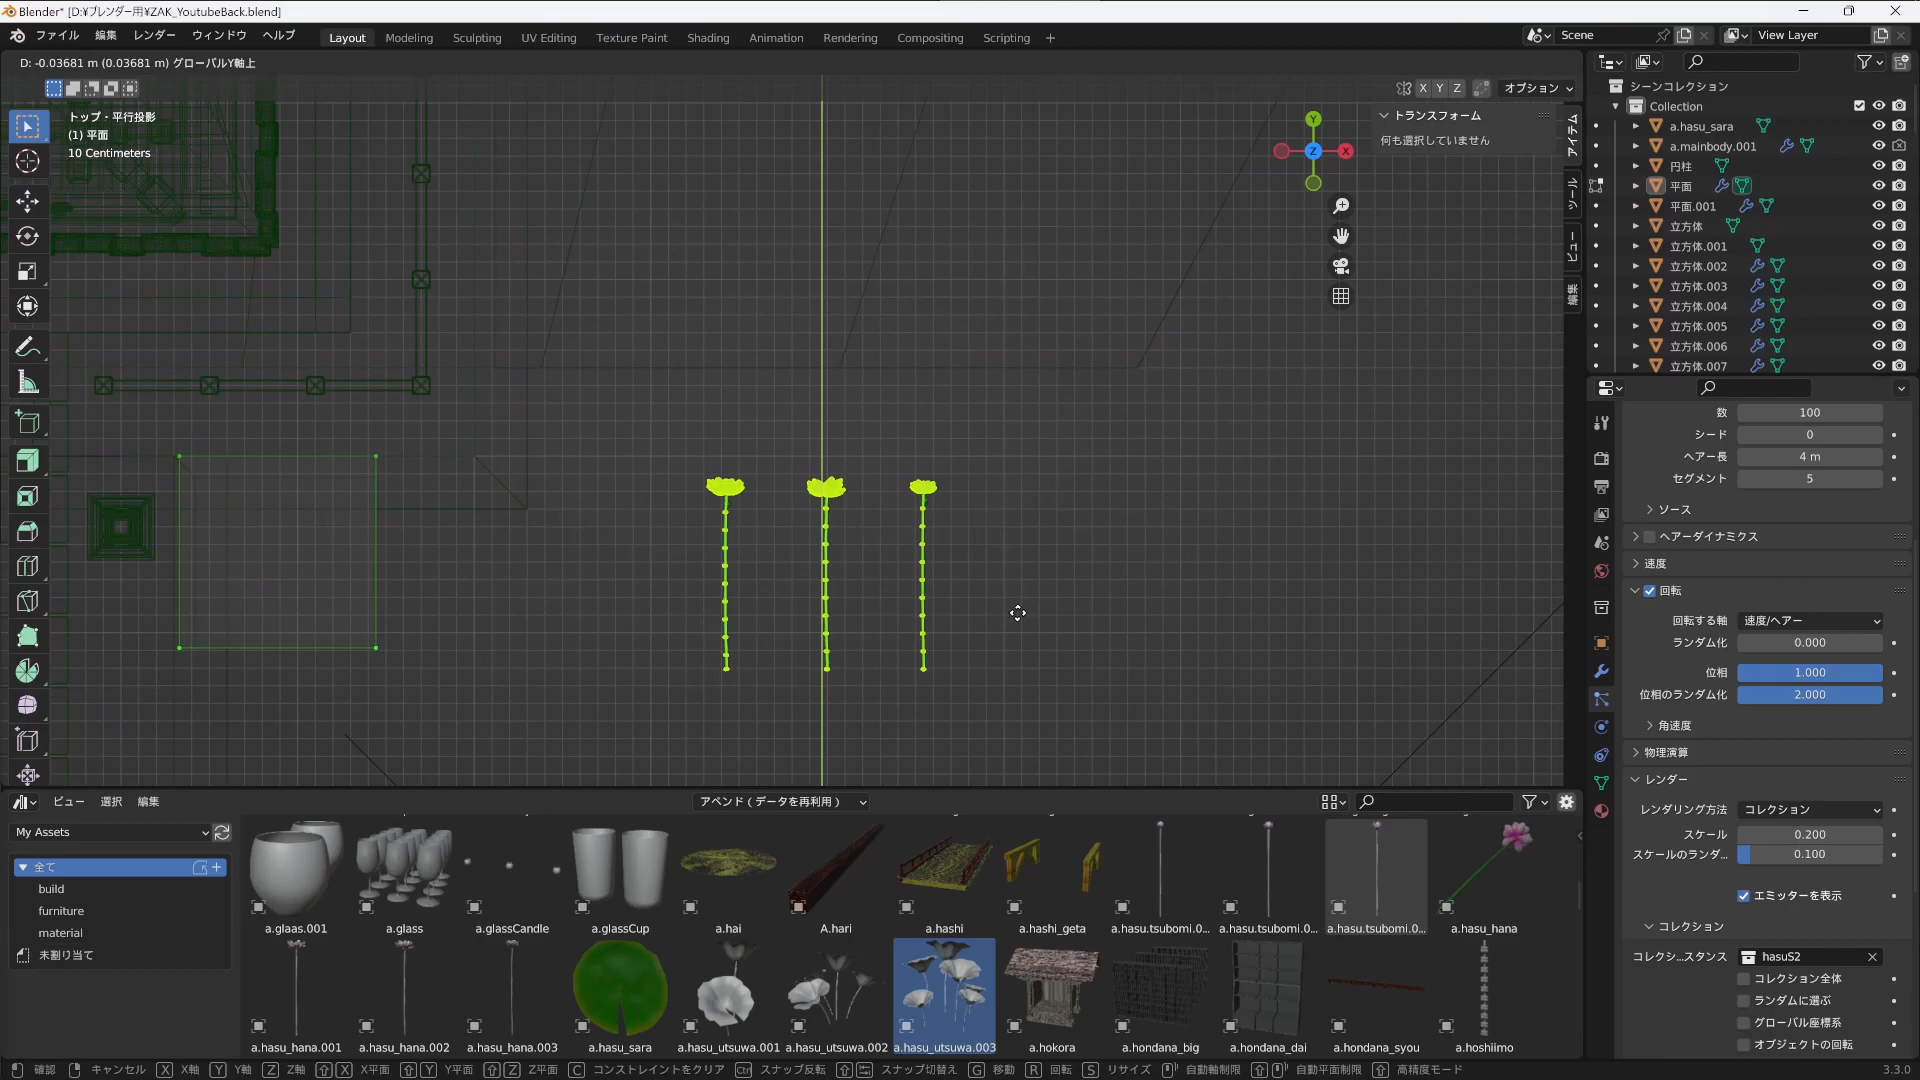 Blender* [D:¥ブレンダー用¥ZAK_YoutubeBack.blend]
ファイル 編集 レンダー ウィンドウ ヘルプ Layout Modeling Sculpting UV Editing Texture Paint Shading Animation Rendering Compositing Scripting + Scene View Layer
D: -0.03681 m (0.03681 m) グローバルY軸上
X Y Z オプション
トップ・平行投影
(1) 平面
10 Centimeters
トランスフォーム
何も選択していません
アイテム
ツール
ビュー
編集
Y
X
Z
シーンコレクション
Collection
a.hasu_sara
a.mainbody.001
円柱
平面
平面.001
立方体
立方体.001
立方体.002
立方体.003
立方体.004
立方体.005
立方体.006
立方体.007
数 100
シード 0
ヘアー長 4 m
セグメント 5
ソース
ヘアーダイナミクス
速度
回転
回転する軸 速度/ヘアー
ランダム化 0.000
位相 1.000
位相のランダム化 2.000
角速度
物理演算
レンダー
レンダリング方法 コレクション
スケール 0.200
スケールのランダ... 0.100
エミッターを表示
コレクション
コレクシ...スタンス hasuS2
コレクション全体
ランダムに選ぶ
グローバル座標系
オブジェクトの回転
ビュー 選択 編集 アペンド(データを再利用)
My Assets
全て
build
furniture
material
未割り当て
a.glaas.001 a.glass a.glassCandle a.glassCup a.hai A.hari a.hashi a.hashi_geta a.hasu.tsubomi.0... a.hasu.tsubomi.0... a.hasu.tsubomi.0... a.hasu_hana
a.hasu_hana.001 a.hasu_hana.002 a.hasu_hana.003 a.hasu_sara a.hasu_utsuwa.001 a.hasu_utsuwa.002 a.hasu_utsuwa.003 a.hokora a.hondana_big a.hondana_dai a.hondana_syou a.hoshiimo
確認 キャンセル X X軸 Y Y軸 Z Z軸 X X平面 Y Y平面 Z Z平面 C コンストレイントをクリア Ctrl スナップ反転 スナップ切替え G 移動 R 回転 S リサイズ 自動軸制限 自動平面制限 高精度モード 3.3.0